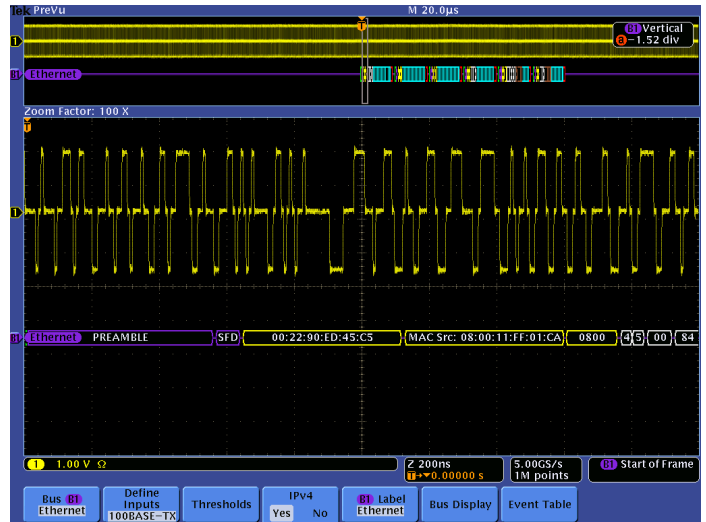 Tek PreVu M 20.0µs
T
B1 Vertical
1
a -1.52 div
B1 Ethernet
Zoom Factor: 100 X
T
1
B1 Ethernet PREAMBLE SFD 00:22:90:ED:45:C5 MAC Src: 08:00:11:FF:01:CA 0800 4 5 00 84
1 1.00 V Ω
Z 200ns
T→▼0.00000 s
5.00GS/s
1M points
B1 Start of Frame
Bus B1
Ethernet
Define
Inputs
100BASE-TX
Thresholds
IPv4
Yes No
B1 Label
Ethernet
Bus Display
Event Table